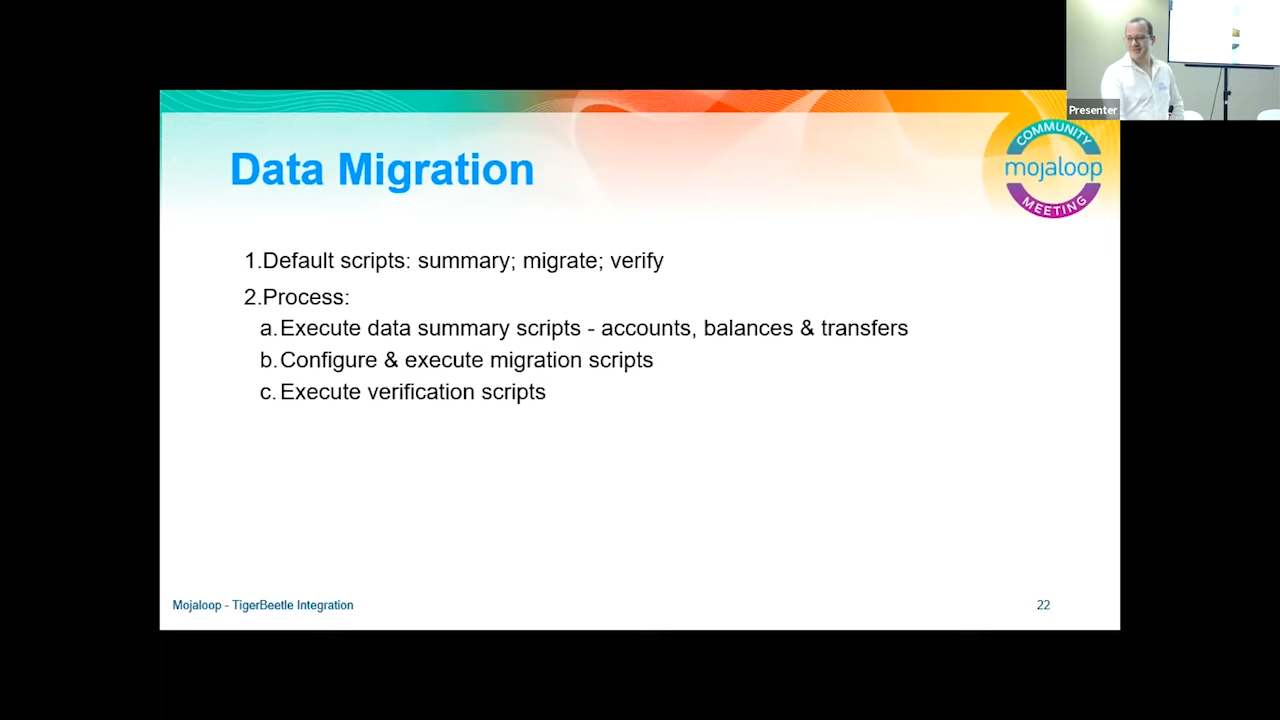 Presenter
COMMUNITY
mojaloop
MEETING
Data Migration
1.Default scripts: summary; migrate; verify
2.Process:
a.Execute data summary scripts - accounts, balances & transfers
b.Configure & execute migration scripts
c.Execute verification scripts
Mojaloop - TigerBeetle Integration
22